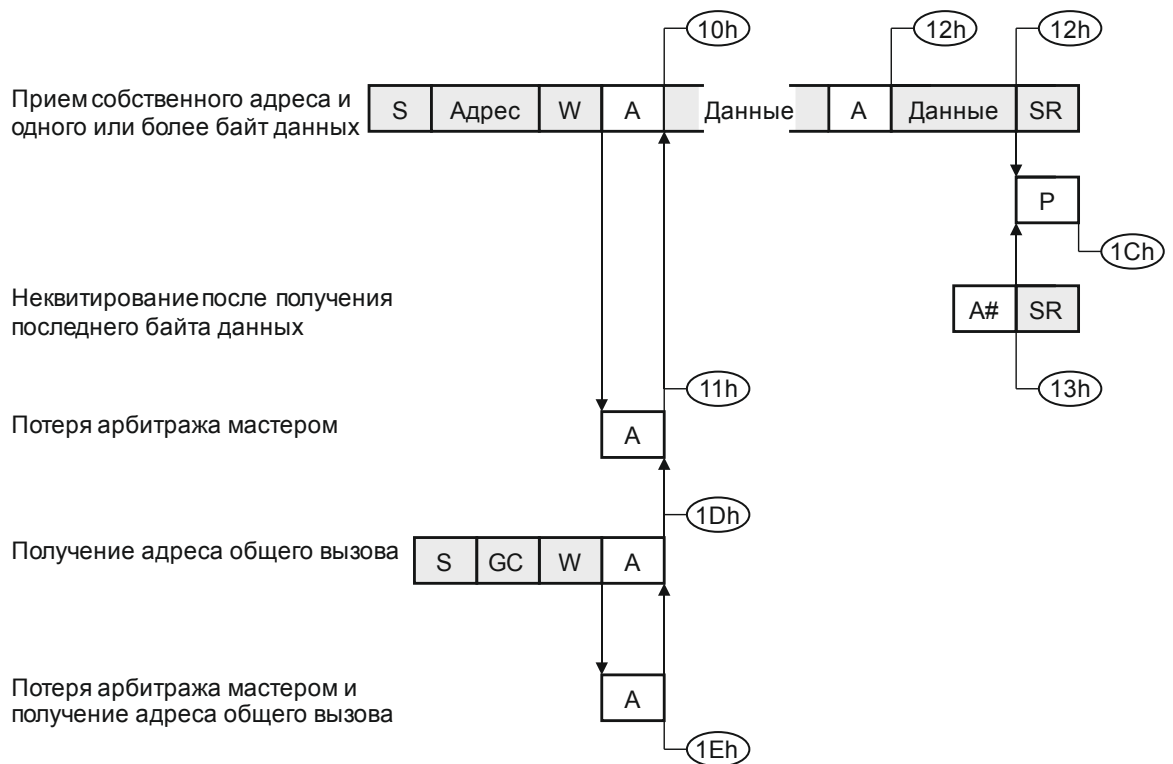 10h 12h 12h
Прием собственного адреса и
одного или более байт данных
S Адрес W A Данные A Данные SR
P
1Ch
Неквитирование после получения
последнего байта данных
A# SR
11h 13h
Потеря арбитража мастером
A
1Dh
Получение адреса общего вызова
S GC W A
Потеря арбитража мастером и
получение адреса общего вызова
A
1Eh